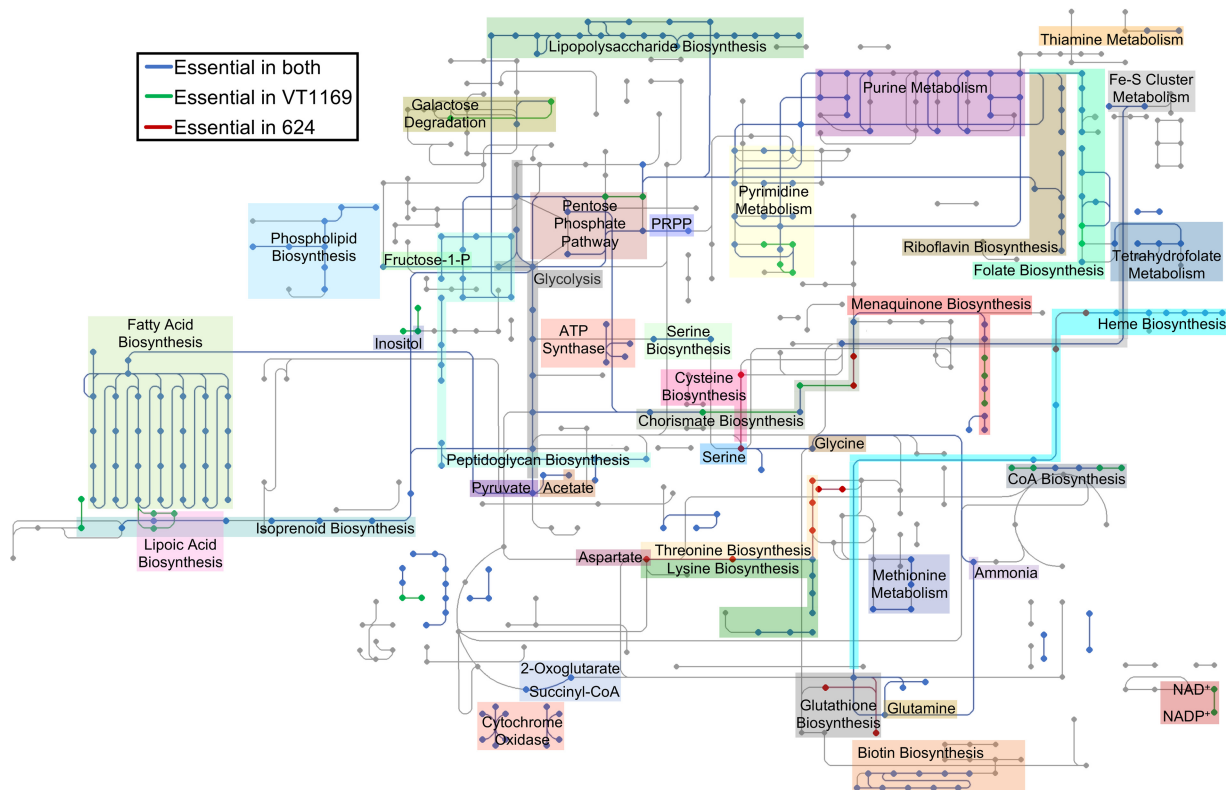 Lipopolysaccharide Biosynthesis
Thiamine Metabolism
Essential in both
Essential in VT1169
Essential in 624
Galactose
Degradation
Purine Metabolism
Fe-S Cluster
Metabolism
Phospholipid
Biosynthesis
Pentose
Phosphate
Pathway
PRPP
Pyrimidine
Metabolism
Riboflavin Biosynthesis
Folate Biosynthesis
Tetrahydrofolate
Metabolism
Fructose-1-P
Glycolysis
Menaquinone Biosynthesis
Heme Biosynthesis
Fatty Acid
Biosynthesis
Inositol
ATP
Synthase
Serine
Biosynthesis
Cysteine
Biosynthesis
Chorismate Biosynthesis
Glycine
Serine
Peptidoglycan Biosynthesis
Pyruvate
Acetate
CoA Biosynthesis
Isoprenoid Biosynthesis
Lipoic Acid
Biosynthesis
Aspartate
Threonine Biosynthesis
Lysine Biosynthesis
Methionine
Metabolism
Ammonia
2-Oxoglutarate
Succinyl-CoA
Cytochrome
Oxidase
Glutathione
Biosynthesis
Glutamine
NAD⁺
NADP⁺
Biotin Biosynthesis